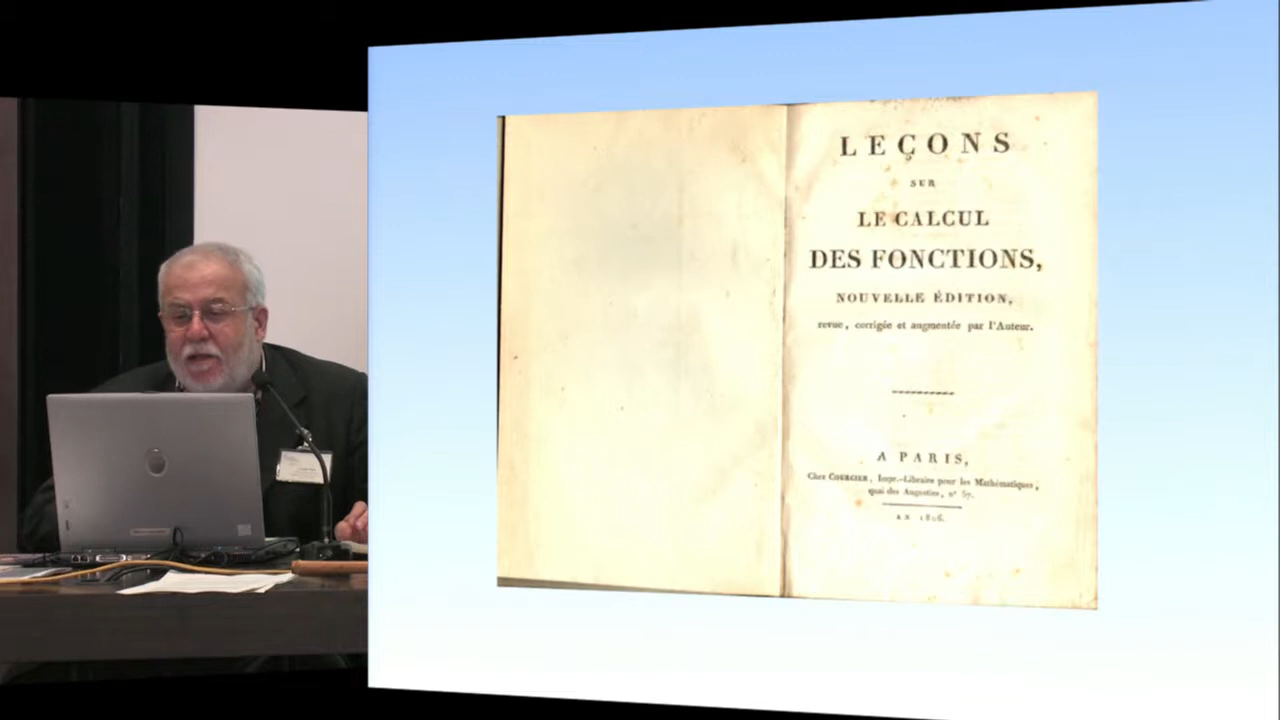 LEÇONS
SUR
LE CALCUL
DES FONCTIONS,
NOUVELLE ÉDITION,
revue, corrigée et augmentée par l'Auteur.
A PARIS,
Chez COURCIER, Impr.-Libraire pour les Mathématiques,
quai des Augustins, nº 57.
AN 1806.